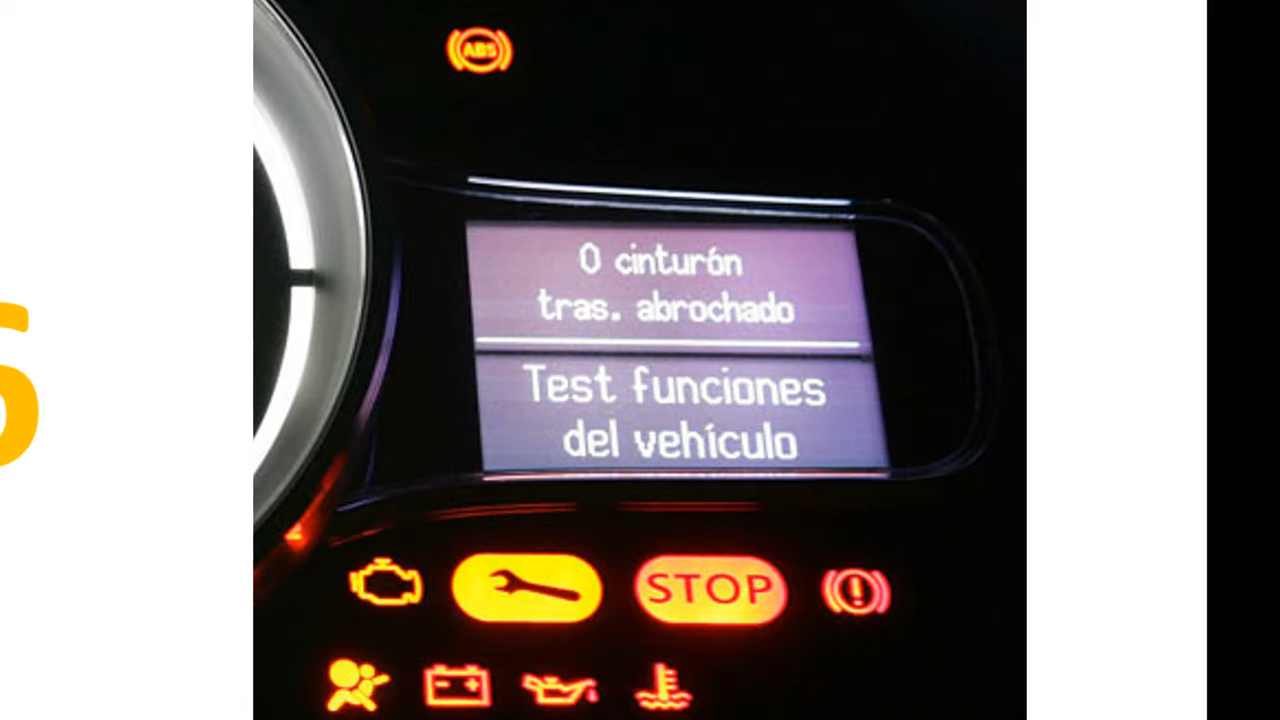 ABS
0 cinturón
tras. abrochado
Test funciones
del vehículo
STOP